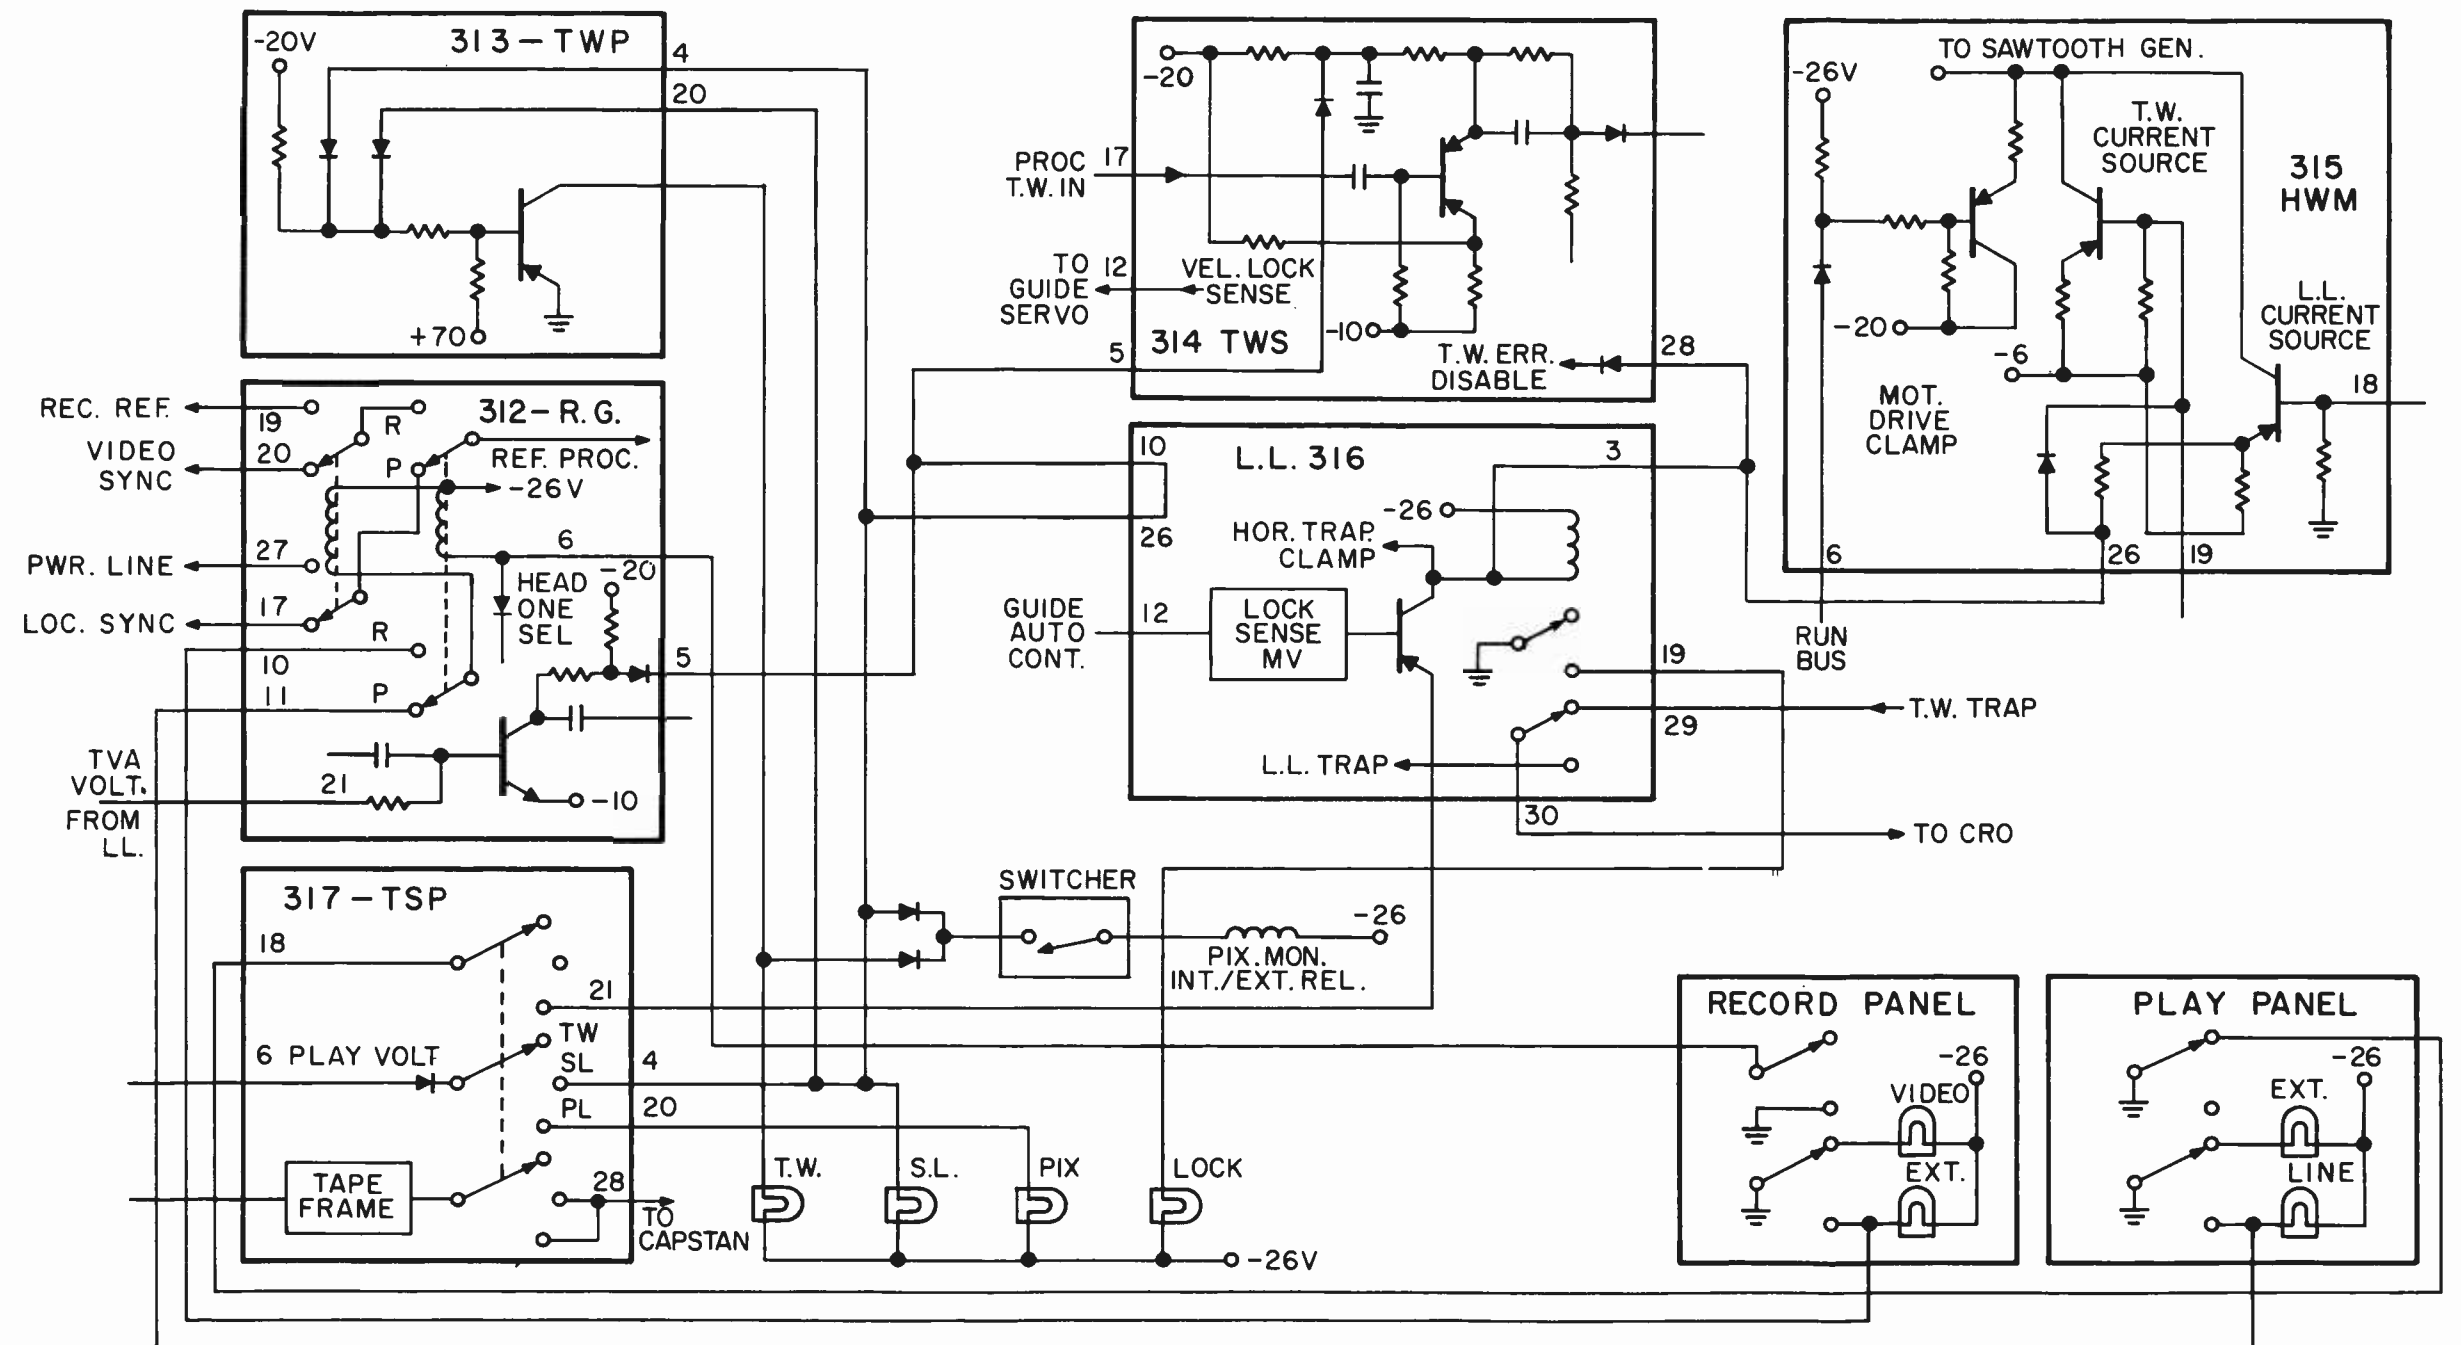 313-TWP
-20V
4
20
+70
312-R.G.
REC. REF.
19
R
VIDEO
SYNC
20
P
REF. PROC.
-26V
PWR. LINE
27
6
LOC. SYNC
17
HEAD
ONE
SEL
-20
R
10
11
P
5
TVA
VOLT.
FROM
LL.
21
-10
317-TSP
18
21
TW
SL
PL
6 PLAY VOLT
4
20
TAPE
FRAME
28
TO
CAPSTAN
-20
PROC
T.W. IN
17
TO
GUIDE
SERVO
12
VEL. LOCK
SENSE
-10
314 TWS
5
T.W. ERR.
DISABLE
28
10
L.L. 316
3
26
-26
HOR. TRAP.
CLAMP
GUIDE
AUTO
CONT.
12
LOCK
SENSE
MV
19
29
T.W. TRAP
L.L. TRAP
30
TO CRO
SWITCHER
-26
PIX. MON.
INT./EXT. REL.
T.W.
S.L.
PIX
LOCK
-26V
TO SAWTOOTH GEN.
-26V
T.W.
CURRENT
SOURCE
315
HWM
-20
-6
L.L.
CURRENT
SOURCE
18
MOT.
DRIVE
CLAMP
6
26
19
RUN
BUS
RECORD PANEL
-26
VIDEO
EXT.
PLAY PANEL
-26
EXT.
LINE